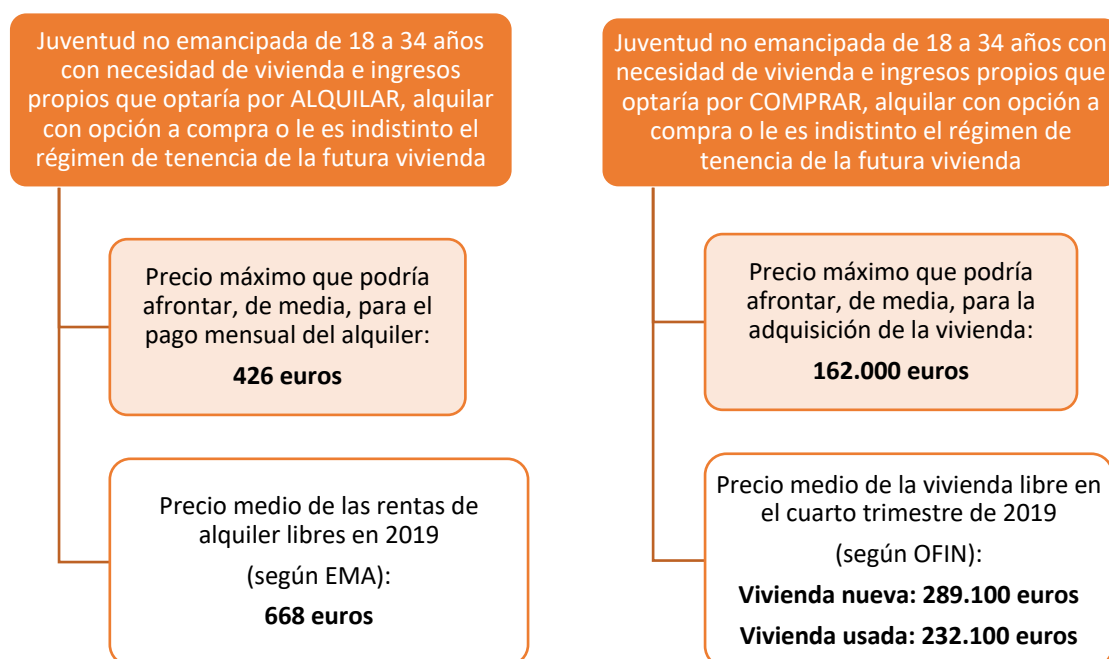 Juventud no emancipada de 18 a 34 años
con necesidad de vivienda e ingresos
propios que optaría por ALQUILAR, alquilar
con opción a compra o le es indistinto el
régimen de tenencia de la futura vivienda
Precio máximo que podría
afrontar, de media, para el
pago mensual del alquiler:
426 euros
Precio medio de las rentas de
alquiler libres en 2019
(según EMA):
668 euros
Juventud no emancipada de 18 a 34 años con
necesidad de vivienda e ingresos propios que
optaría por COMPRAR, alquilar con opción a
compra o le es indistinto el régimen de
tenencia de la futura vivienda
Precio máximo que podría
afrontar, de media, para la
adquisición de la vivienda:
162.000 euros
Precio medio de la vivienda libre en
el cuarto trimestre de 2019
(según OFIN):
Vivienda nueva: 289.100 euros
Vivienda usada: 232.100 euros